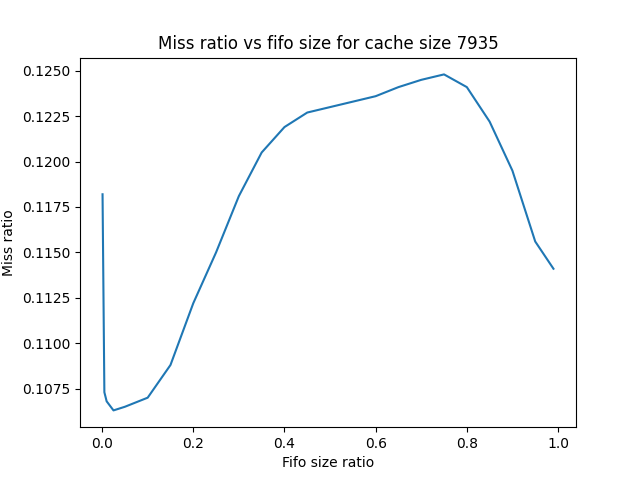 Miss ratio vs fifo size for cache size 7935
0.1250
0.1225
0.1200
0.1175
0.1150
0.1125
0.1100
0.1075
Miss ratio
0.0 0.2 0.4 0.6 0.8 1.0
Fifo size ratio